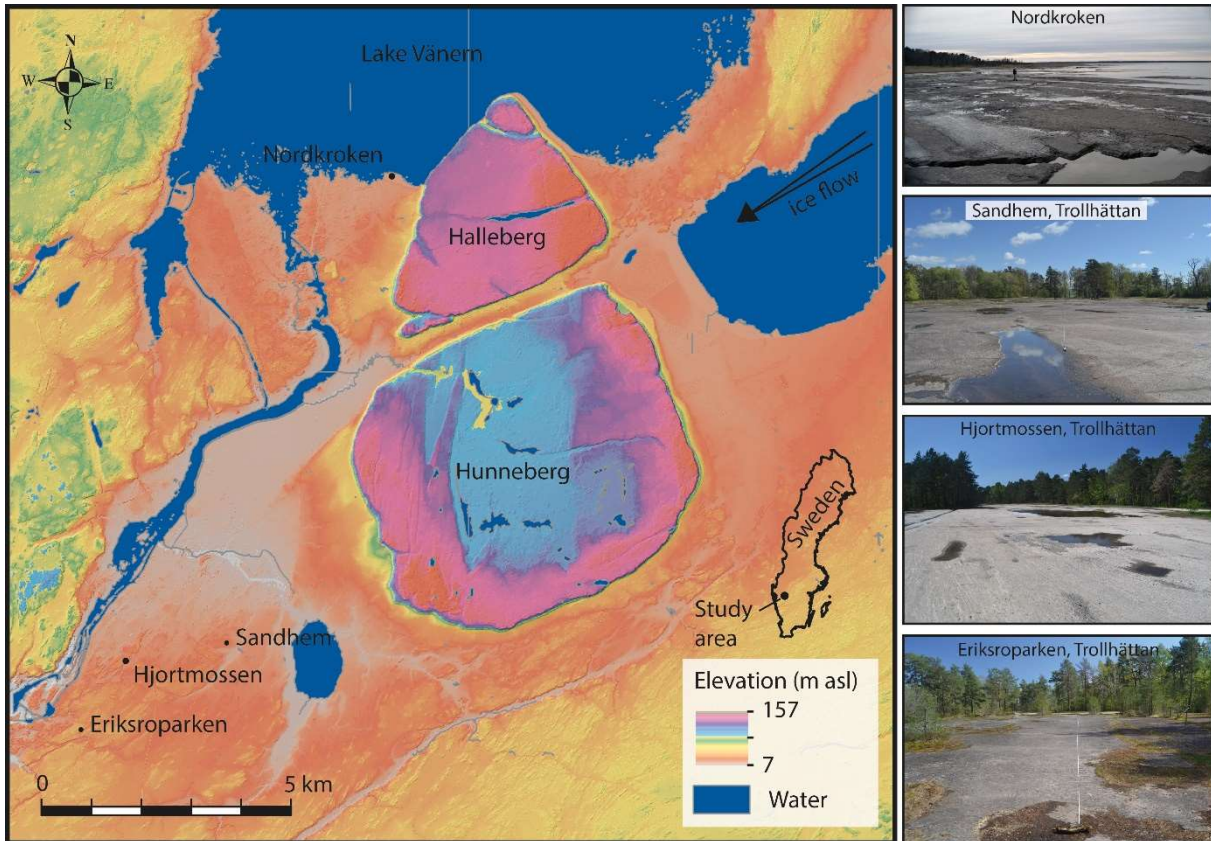 N
W E
S
Lake Vänern
Nordkroken
ice flow
Halleberg
Hunneberg
Sweden
Study
area
Sandhem
Hjortmossen
Eriksroparken
0 5 km
Elevation (m asl)
157
7
Water
Nordkroken
Sandhem, Trollhättan
Hjortmossen, Trollhättan
Eriksroparken, Trollhättan